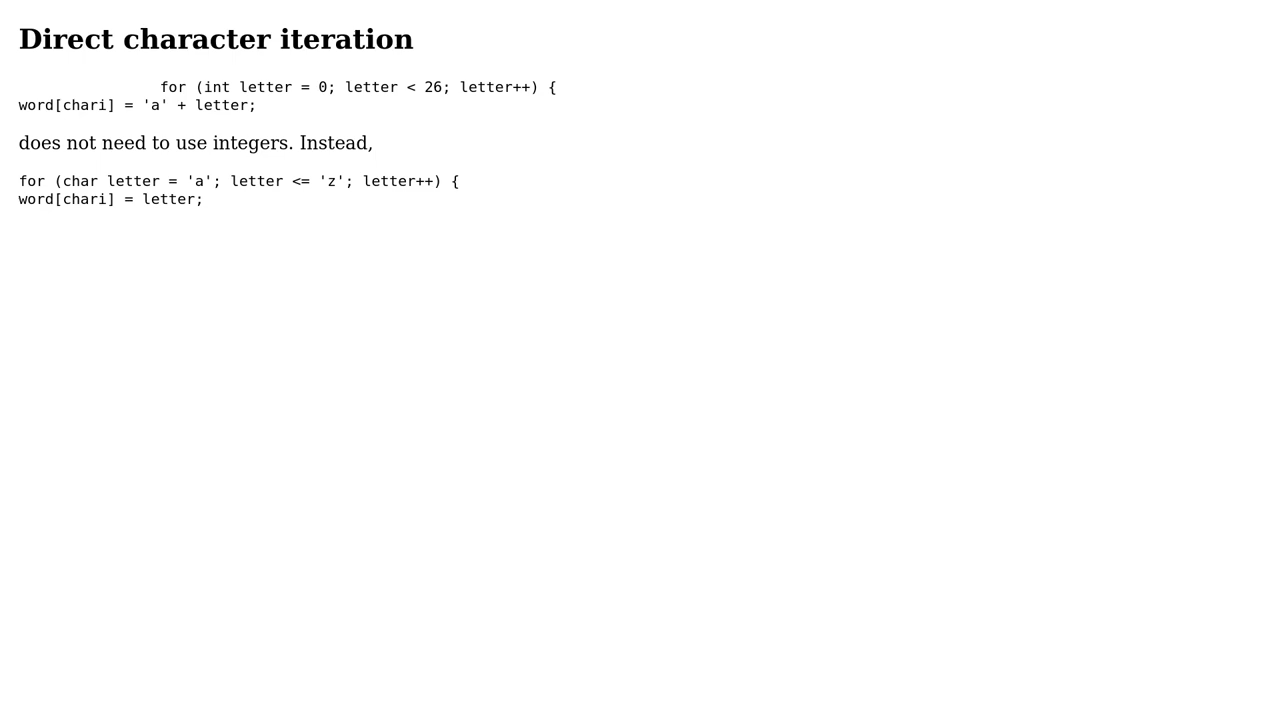 Direct character iteration
                for (int letter = 0; letter < 26; letter++) {
word[chari] = 'a' + letter;
does not need to use integers. Instead,
for (char letter = 'a'; letter <= 'z'; letter++) {
word[chari] = letter;